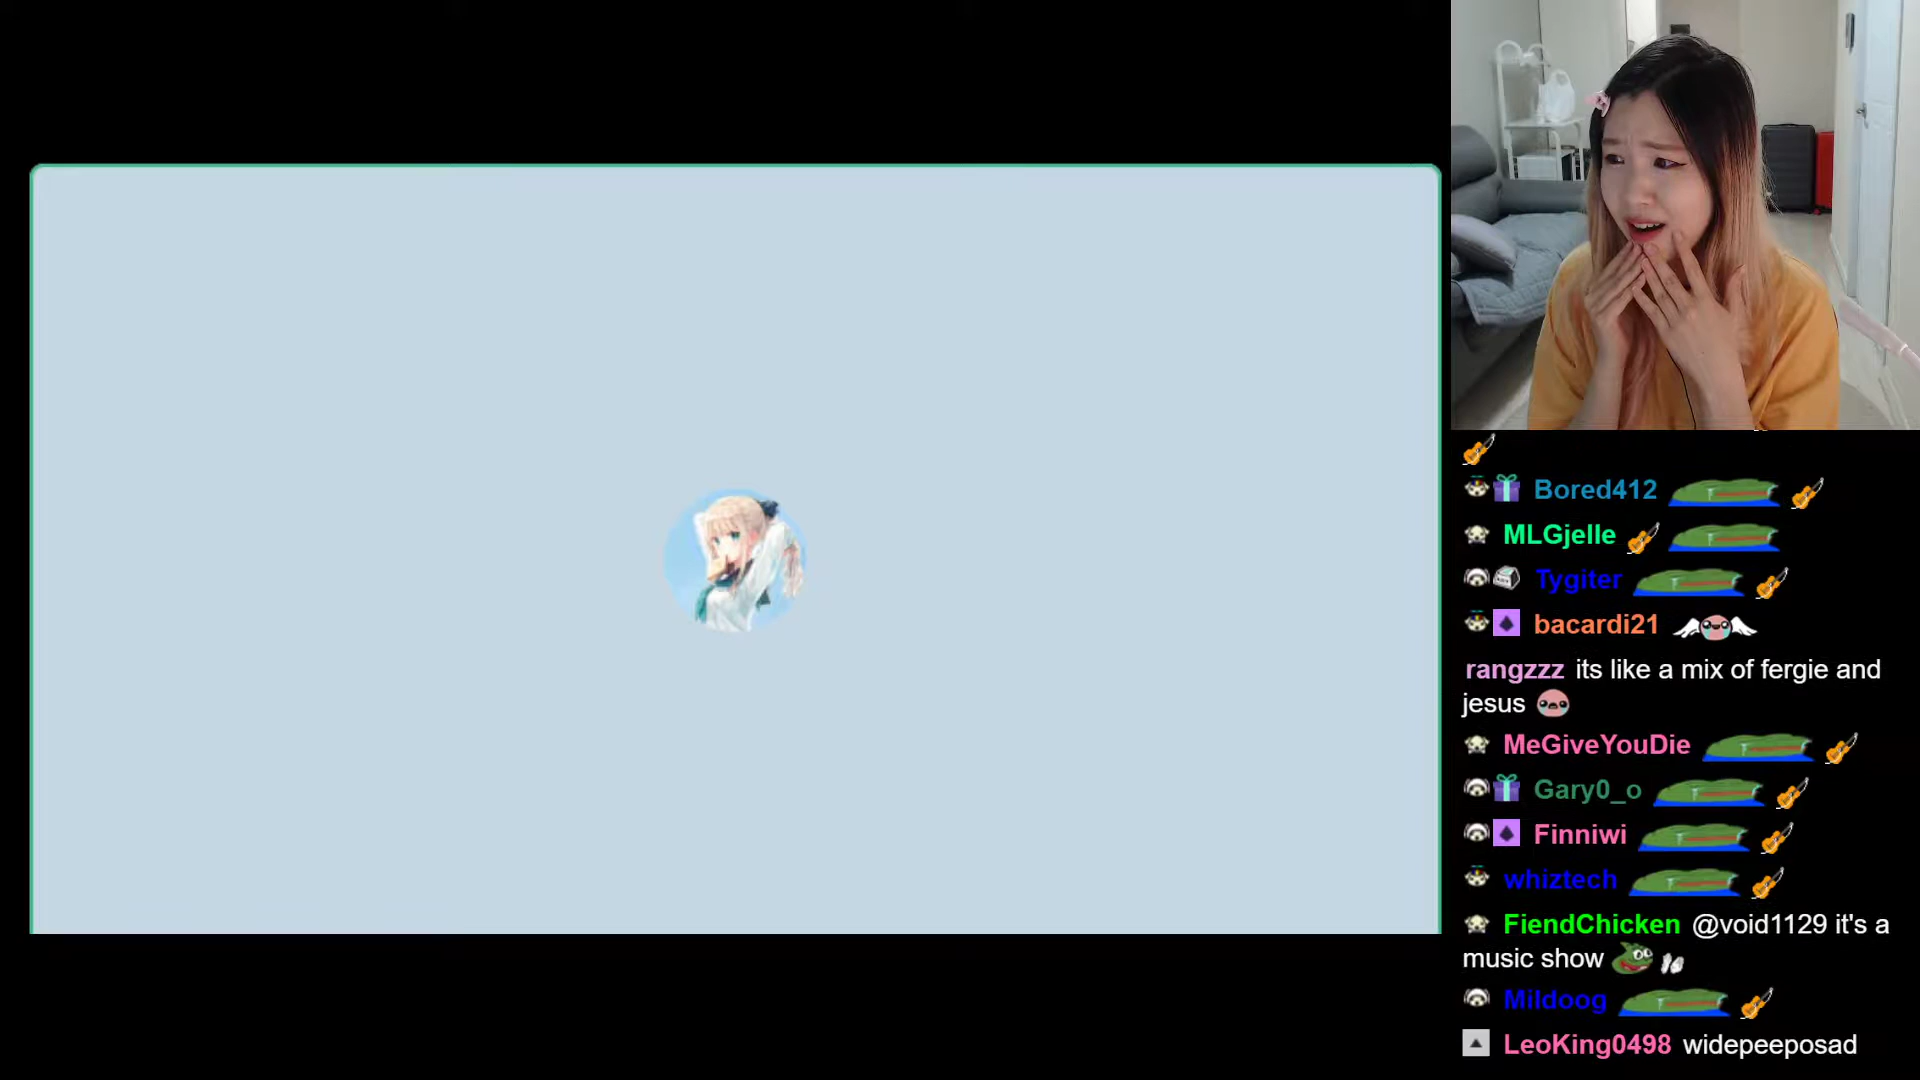 Bored412
MLGjelle
Tygiter
bacardi21
rangzzz its like a mix of fergie and
jesus
MeGiveYouDie
Gary0_o
Finniwi
whiztech
FiendChicken @void1129 it's a
music show
Mildoog
LeoKing0498 widepeeposad